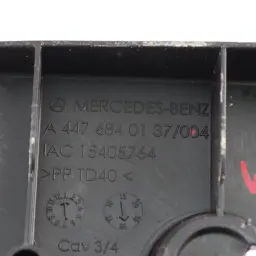 MERCEDES-BENZ
A 447 684 01 37/004
IAC 15405764
>PP TD40<
Cav 3/4